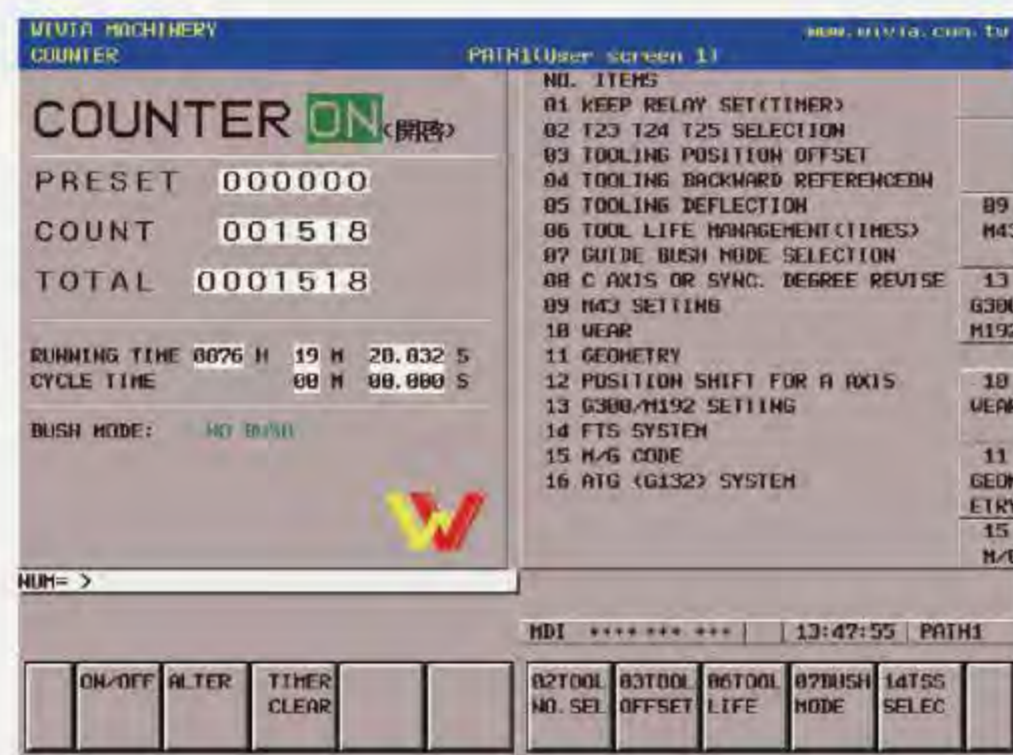 WIVIA MACHINERY
www.wivia.com.tw
COUNTER
PATH1(User screen 1)
COUNTER ON(開啓)
PRESET 000000
COUNT 001518
TOTAL 0001518
RUNNING TIME 0076 H 19 M 20.032 S
CYCLE TIME 00 M 00.000 S
BUSH MODE: NO BUSH
NO. ITEMS
01 KEEP RELAY SET(TIMER)
02 T23 T24 T25 SELECTION
03 TOOLING POSITION OFFSET
04 TOOLING BACKWARD REFERENCEDN
05 TOOLING DEFLECTION
06 TOOL LIFE MANAGEMENT(TIMES)
07 GUIDE BUSH MODE SELECTION
08 C AXIS OR SYNC. DEGREE REVISE
09 M43 SETTING
10 WEAR
11 GEOMETRY
12 POSITION SHIFT FOR A AXIS
13 G300/M192 SETTING
14 FTS SYSTEM
15 M/G CODE
16 ATG (G132) SYSTEM
09
M43
13
G300
M192
10
WEAR
11
GEOM
ETRY
15
M/G
NUM= >
MDI **** *** *** 13:47:55 PATH1
ON/OFF
ALTER
TIMER
CLEAR
02TOOL
NO.SEL
03TOOL
OFFSET
06TOOL
LIFE
07BUSH
MODE
14TSS
SELEC